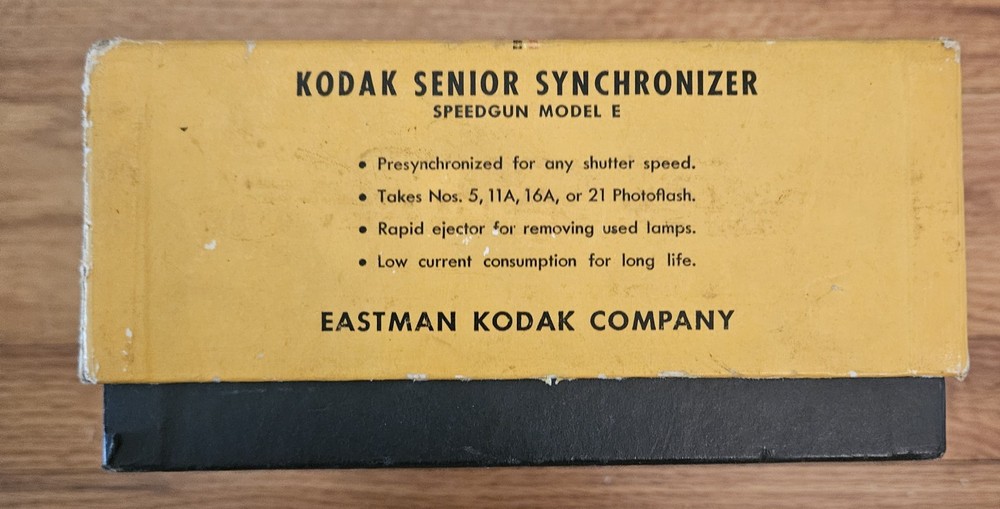 KODAK SENIOR SYNCHRONIZER
SPEEDGUN MODEL E
• Presynchronized for any shutter speed.
• Takes Nos. 5, 11A, 16A, or 21 Photoflash.
• Rapid ejector for removing used lamps.
• Low current consumption for long life.
EASTMAN KODAK COMPANY